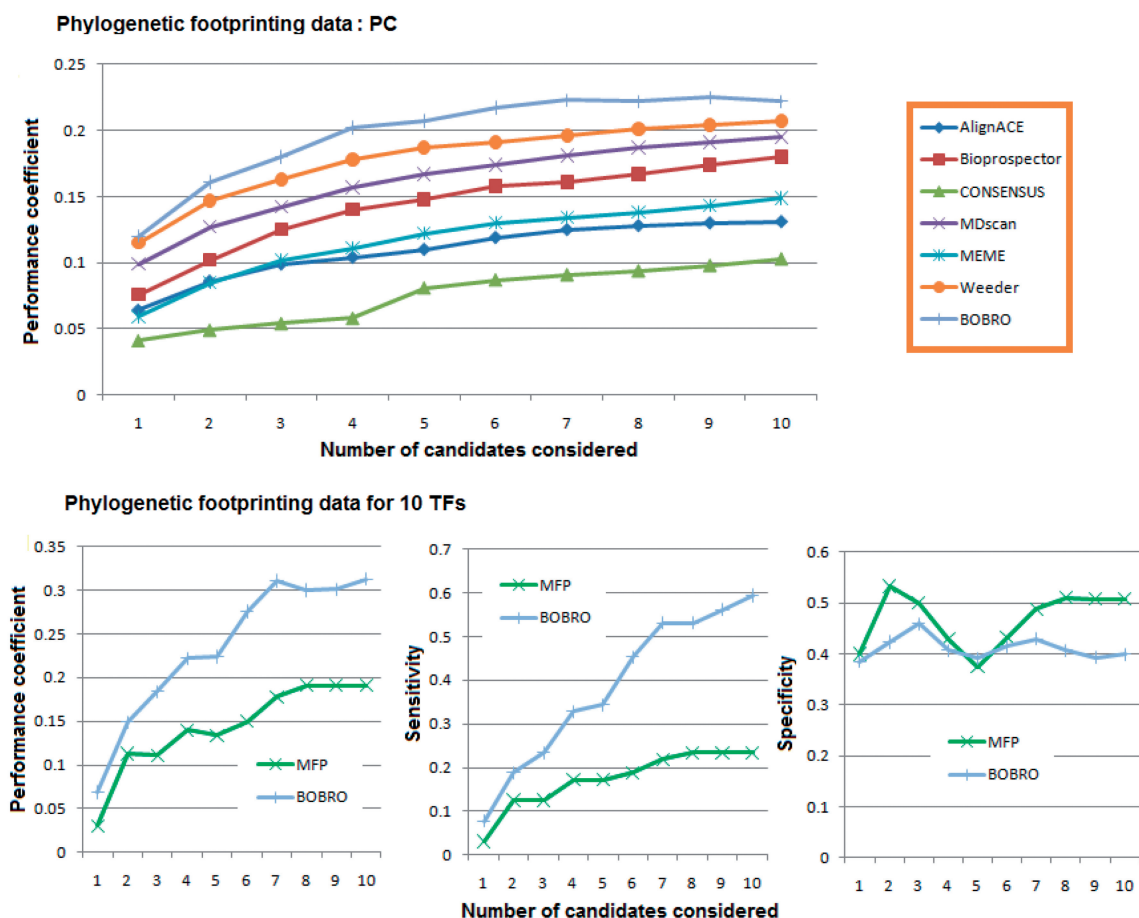 Phylogenetic footprinting data : PC
Performance coefficient
0.25
0.2
0.15
0.1
0.05
0
1 2 3 4 5 6 7 8 9 10
Number of candidates considered
AlignACE
Bioprospector
CONSENSUS
MDscan
MEME
Weeder
BOBRO
Phylogenetic footprinting data for 10 TFs
Performance coefficient
0.35
0.3
0.25
0.2
0.15
0.1
0.05
0
1 2 3 4 5 6 7 8 9 10
MFP
BOBRO
Sensitivity
0.7
0.6
0.5
0.4
0.3
0.2
0.1
0
1 2 3 4 5 6 7 8 9 10
MFP
BOBRO
Specificity
0.6
0.5
0.4
0.3
0.2
0.1
0
1 2 3 4 5 6 7 8 9 10
MFP
BOBRO
Number of candidates considered